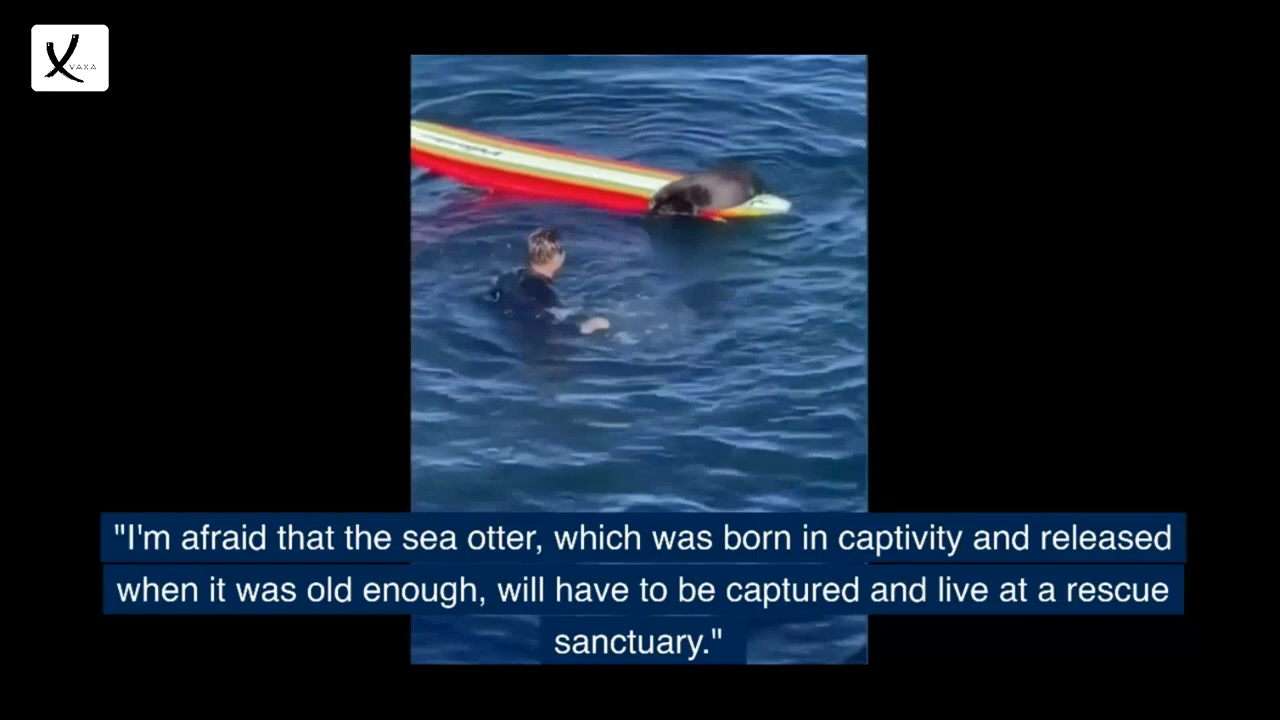 VAXA
"I'm afraid that the sea otter, which was born in captivity and released
when it was old enough, will have to be captured and live at a rescue
sanctuary."